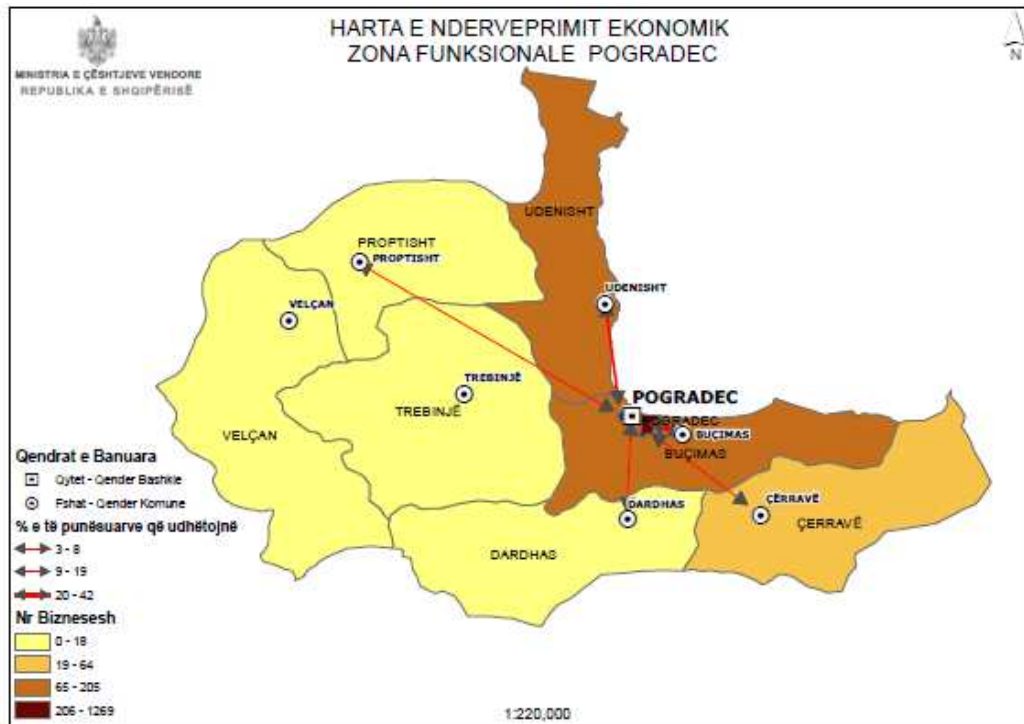 HARTA E NDERVEPRIMIT EKONOMIK
ZONA FUNKSIONALE POGRADEC
MINISTRIA E ÇËSHTJEVE VENDORE
REPUBLIKA E SHQIPËRISË
N
UDENISHT
PROPTISHT
PROPTISHT
UDENISHT
VELÇAN
TREBINJË
TREBINJË
POGRADEC
POGRADEC
BUÇIMAS
BUÇIMAS
VELÇAN
DARDHAS
ÇËRRAVË
ÇERRAVË
DARDHAS
Qendrat e Banuara
Qytet - Qender Bashkie
Fshat - Qender Komune
% e të punësuarve që udhëtojnë
3 - 8
9 - 19
20 - 42
Nr Biznesesh
0 - 18
19 - 64
65 - 205
206 - 1269
1:220,000